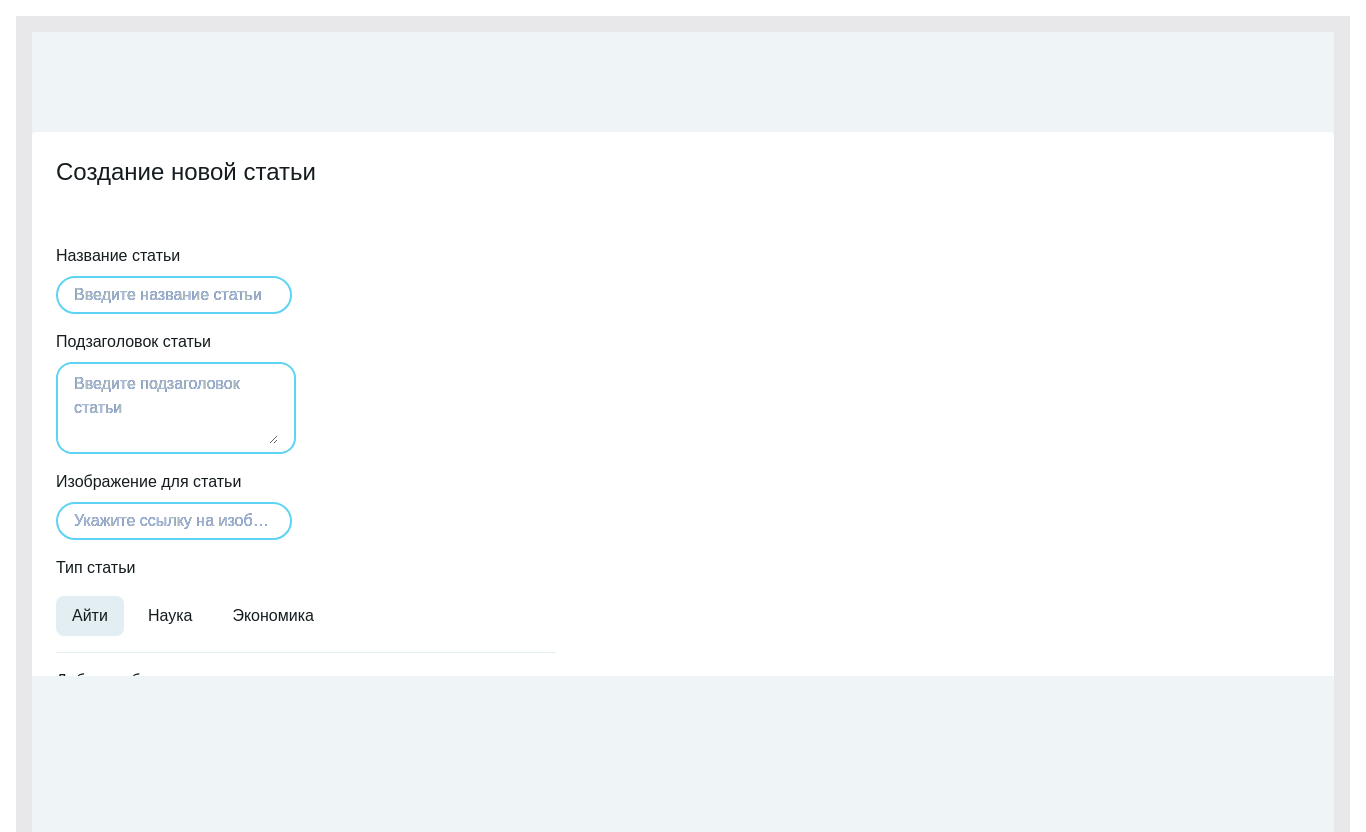 Создание новой статьи
Название статьи
Введите название статьи
Подзаголовок статьи
Введите подзаголовок
статьи
Изображение для статьи
Укажите ссылку на изоб...
Тип статьи
Айти Наука Экономика